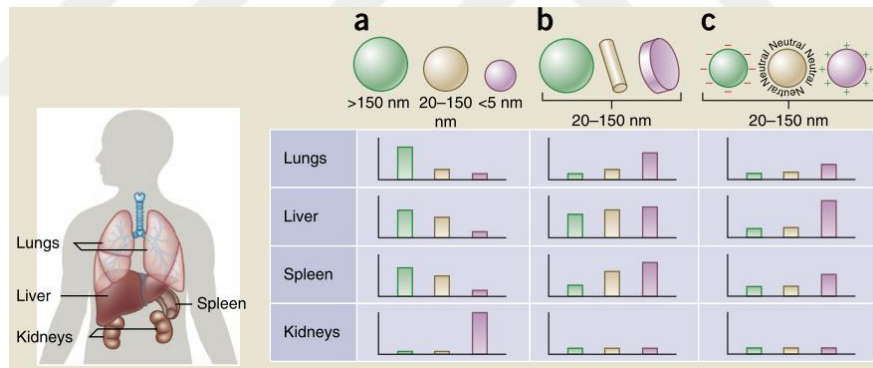 a
b
c
>150 nm
20–150
nm
<5 nm
20–150 nm
− − − − − − − −
Neutral Neutral Neutral Neutral
+ + + + + + + +
20–150 nm
Lungs
Liver
Spleen
Kidneys
Lungs
Liver
Spleen
Kidneys